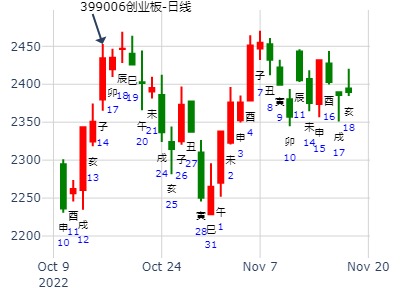 399006创业板-日线
2450
2400
2350
2300
2250
2200
申
10
酉
11
戌
12
亥
13
子
14
卯
17
辰
18
巳
19
午
20
未
21
戌
24
亥
25
子
26
丑
27
寅
28
巳
31
午
1
未
2
申
3
酉
4
子
7
丑
8
寅
9
卯
10
辰
11
未
14
申
15
酉
16
戌
17
亥
18
Oct 9
2022
Oct 24
Nov 7
Nov 20